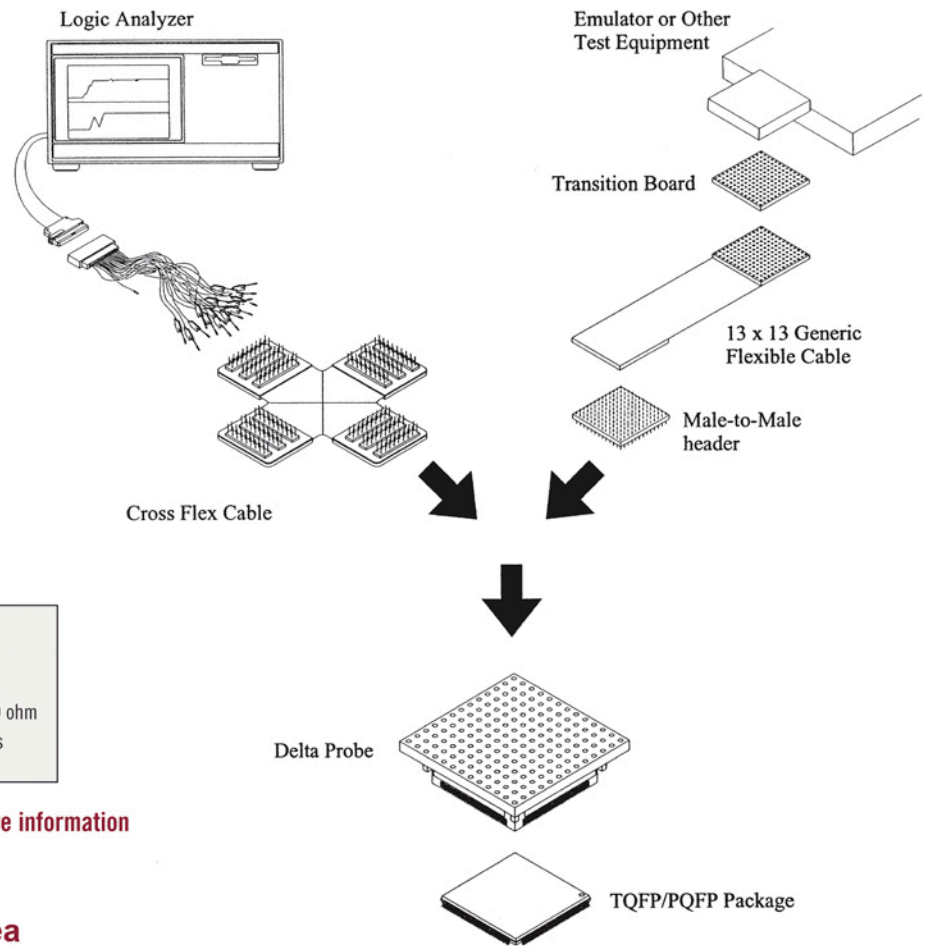 Logic Analyzer
Emulator or Other
Test Equipment
Transition Board
13 x 13 Generic
Flexible Cable
Male-to-Male
header
Cross Flex Cable
ohm
Delta Probe
information
TQFP/PQFP Package